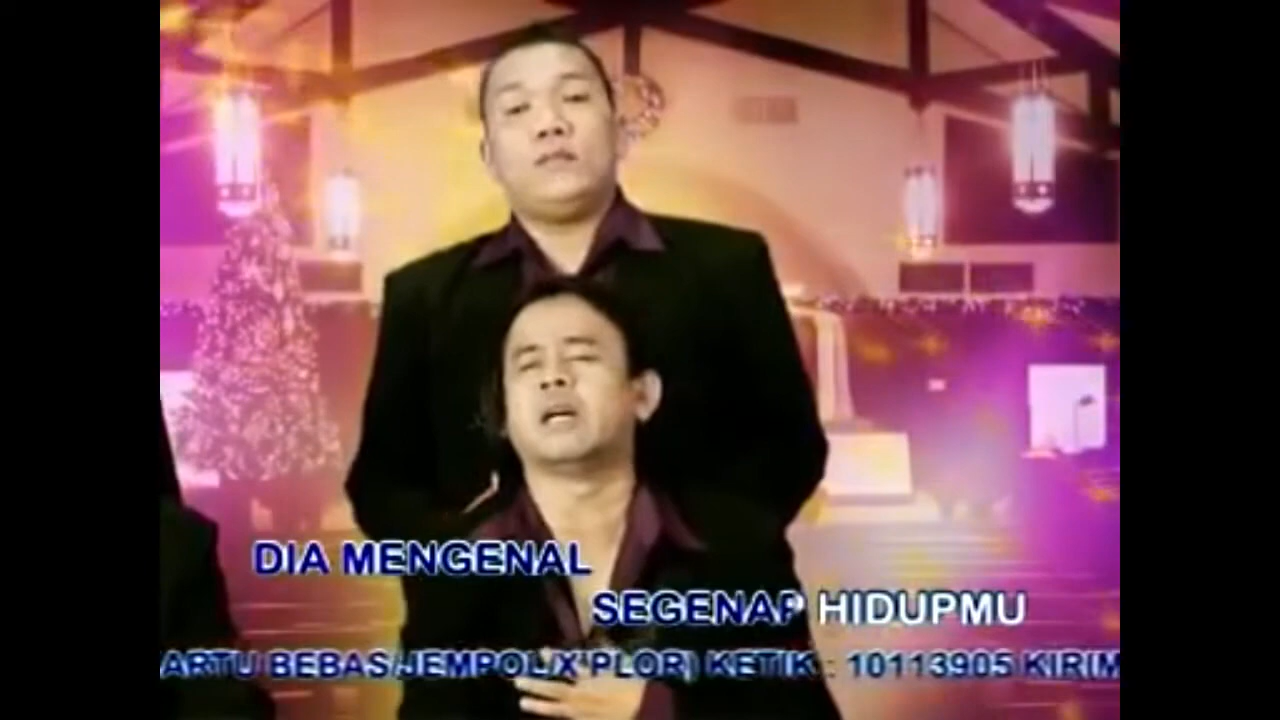 DIA MENGENAL
SEGENAP HIDUPMU
ARTU BEBAS/JEMPOL/X'PLOR) KETIK : 10113905 KIRIM